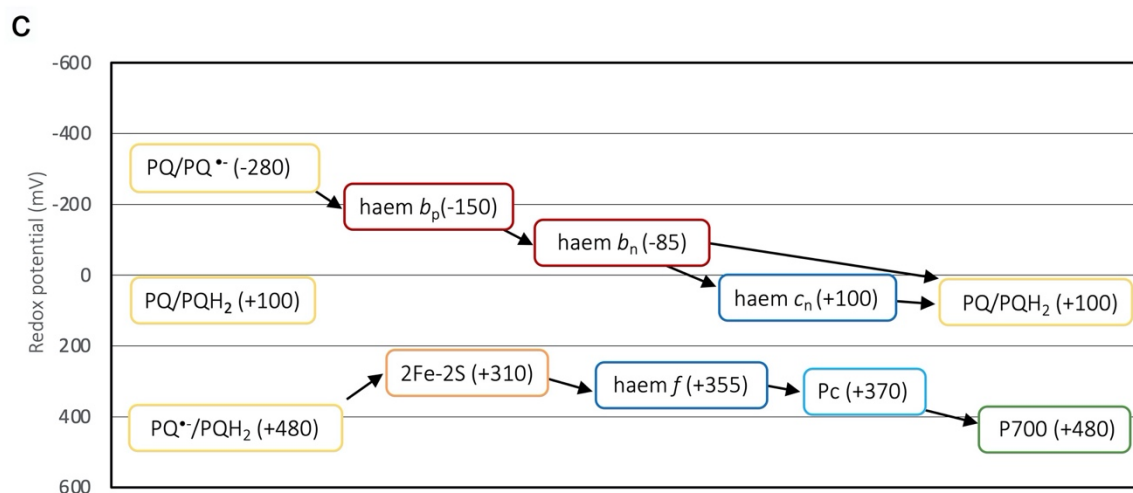 C
Redox potential (mV)
-600
-400
-200
0
200
400
600
PQ/PQ•- (-280)
haem bp(-150)
haem bn (-85)
PQ/PQH2 (+100)
haem cn (+100)
PQ/PQH2 (+100)
2Fe-2S (+310)
haem f (+355)
Pc (+370)
PQ•-/PQH2 (+480)
P700 (+480)